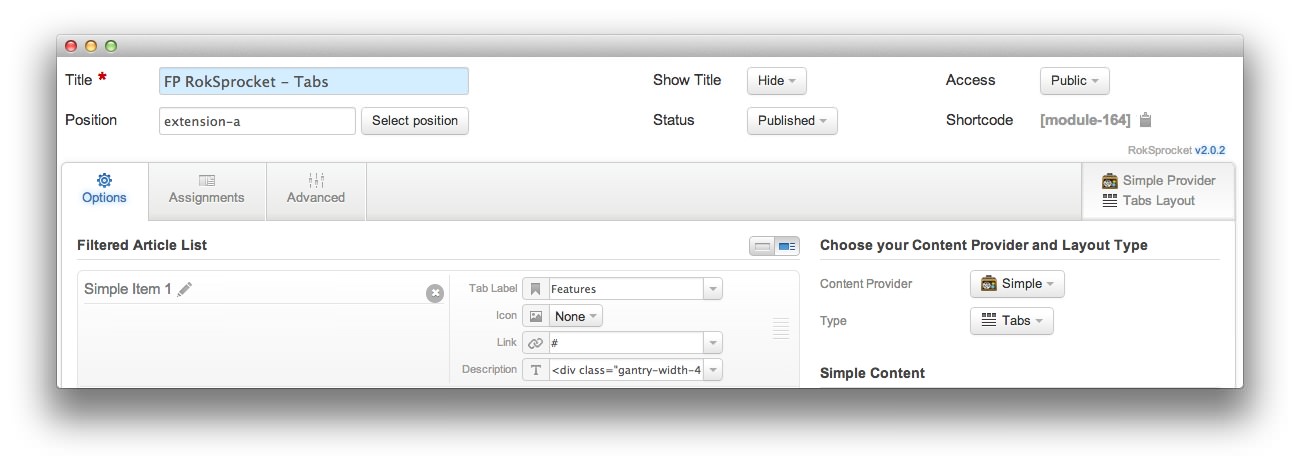 Title * FP RokSprocket – Tabs Show Title Hide Access Public
Position extension-a Select position Status Published Shortcode [module-164]
RokSprocket v2.0.2
Options Assignments Advanced Simple Provider
Tabs Layout
Filtered Article List Choose your Content Provider and Layout Type
Simple Item 1 Tab Label Features Content Provider Simple
Icon None Type Tabs
Link #
Description <div class="gantry-width-4 Simple Content